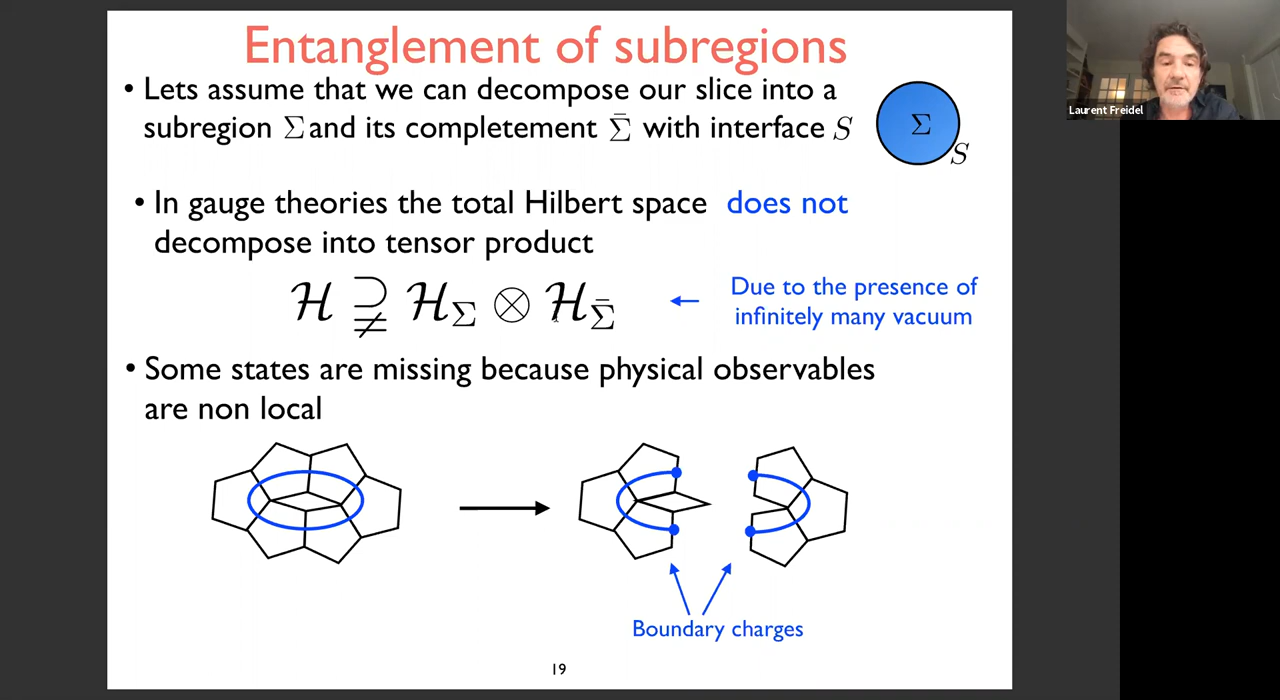 Entanglement of subregions
• Lets assume that we can decompose our slice into a
subregion Σ and its completement Σ̄ with interface S
Σ
S
• In gauge theories the total Hilbert space does not
decompose into tensor product
ℋ ⊋ ℋ_Σ ⊗ ℋ_Σ̄
← Due to the presence of
infinitely many vacuum
• Some states are missing because physical observables
are non local
Boundary charges
19
Laurent Freidel